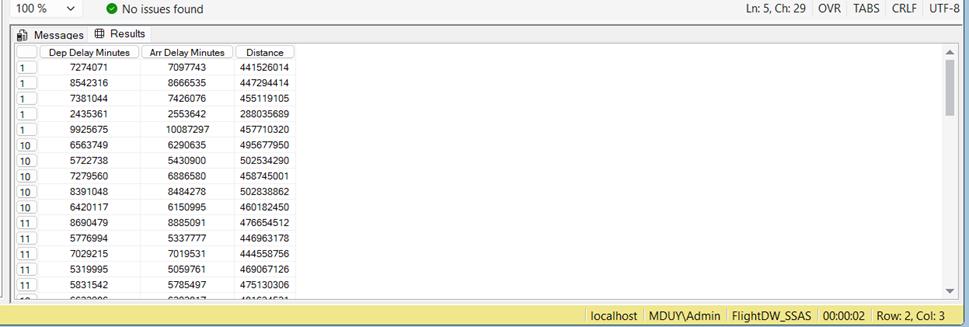 100 % No issues found Ln: 5, Ch: 29 OVR TABS CRLF UTF-8
Messages Results
Dep Delay Minutes Arr Delay Minutes Distance
1 7274071 7097743 441526014
1 8542316 8666535 447294414
1 7381044 7426076 455119105
1 2435361 2553642 288035689
1 9925675 10087297 457710320
10 6563749 6290635 495677950
10 5722738 5430900 502534290
10 7279560 6886580 458745001
10 8391048 8484278 502838862
10 6420117 6150995 460182450
11 8690479 8885091 476654512
11 5776994 5337777 446963178
11 7029215 7019531 444558756
11 5319995 5059761 469067126
11 5831542 5785497 475130306
localhost MDUY\Admin FlightDW_SSAS 00:00:02 Row: 2, Col: 3